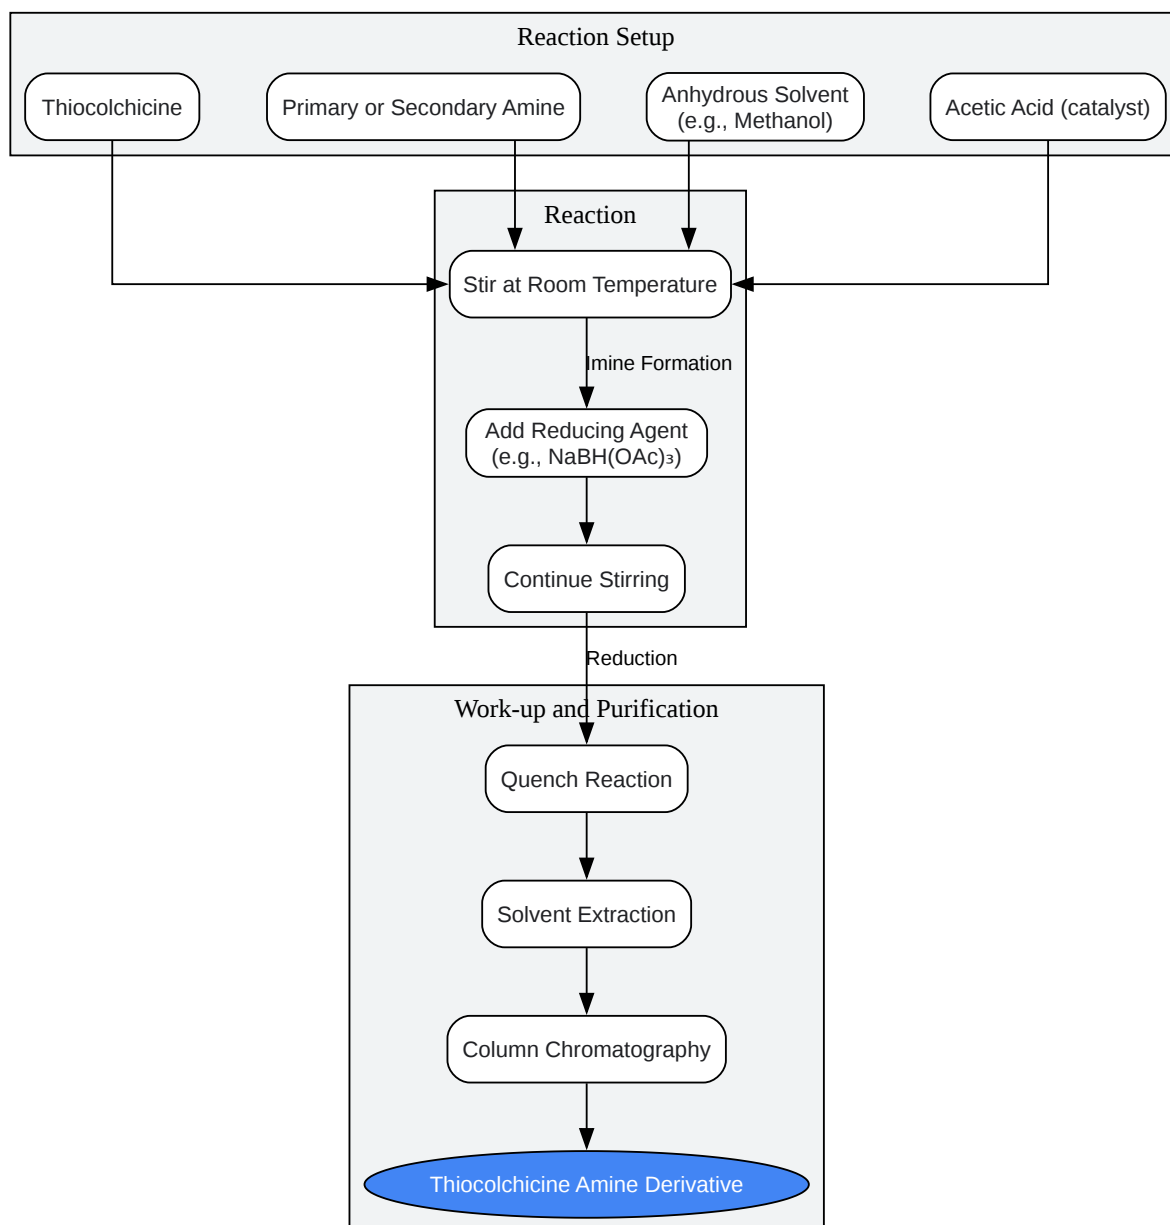 Reaction Setup
Thiocolchicine
Primary or Secondary Amine
Anhydrous Solvent
(e.g., Methanol)
Acetic Acid (catalyst)
Reaction
Stir at Room Temperature
Imine Formation
Add Reducing Agent
(e.g., NaBH(OAc)₃)
Continue Stirring
Reduction
Work-up and Purification
Quench Reaction
Solvent Extraction
Column Chromatography
Thiocolchicine Amine Derivative